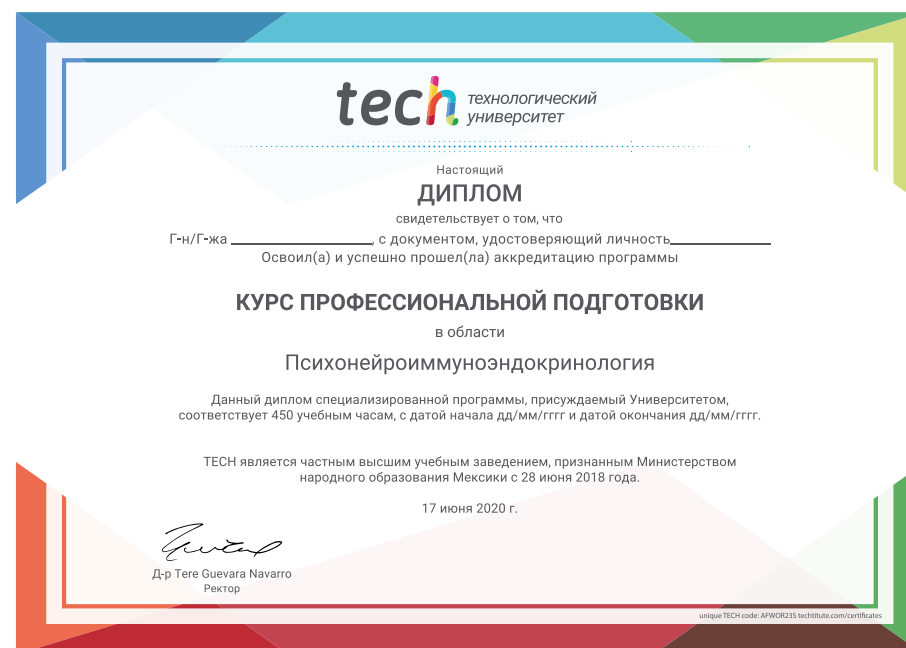 tech технологический
университет
Настоящий
ДИПЛОМ
свидетельствует о том, что
Г-н/Г-жа ____________________, с документом, удостоверяющий личность______________
Освоил(а) и успешно прошел(ла) аккредитацию программы
КУРС ПРОФЕССИОНАЛЬНОЙ ПОДГОТОВКИ
в области
Психонейроиммуноэндокринология
Данный диплом специализированной программы, присуждаемый Университетом,
соответствует 450 учебным часам, с датой начала дд/мм/гггг и датой окончания дд/мм/гггг.
TECH является частным высшим учебным заведением, признанным Министерством
народного образования Мексики с 28 июня 2018 года.
17 июня 2020 г.
Д-р Tere Guevara Navarro
Ректор
unique TECH code: AFWOR23S techtitute.com/certificates